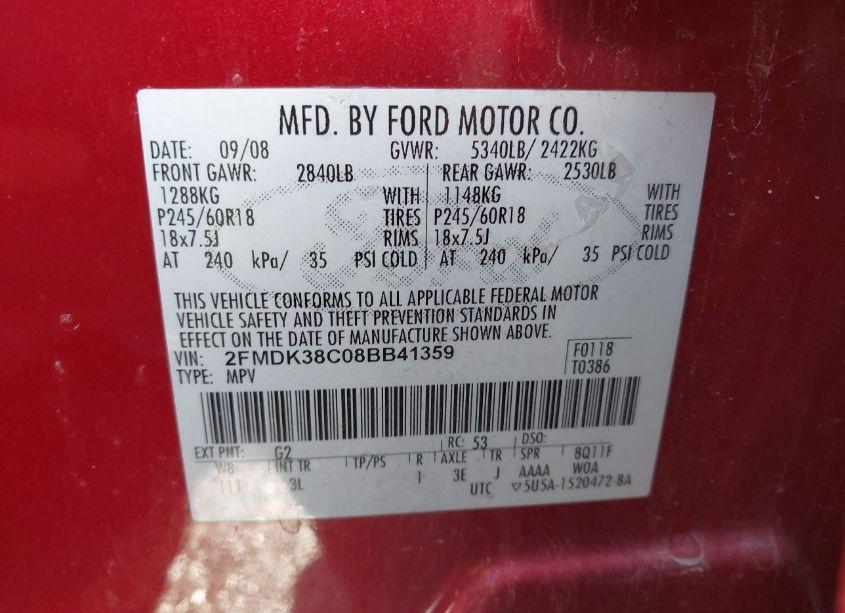 MFD. BY FORD MOTOR CO.
DATE: 09/08 GVWR: 5340LB/ 2422KG
FRONT GAWR: 2840LB REAR GAWR: 2530LB
1288KG WITH 1148KG WITH
P245/60R18 TIRES P245/60R18 TIRES
18x7.5J RIMS 18x7.5J RIMS
AT 240 kPa/ 35 PSI COLD AT 240 kPa/ 35 PSI COLD
THIS VEHICLE CONFORMS TO ALL APPLICABLE FEDERAL MOTOR
VEHICLE SAFETY AND THEFT PREVENTION STANDARDS IN
EFFECT ON THE DATE OF MANUFACTURE SHOWN ABOVE.
VIN: 2FMDK38C08BB41359 F0118
TYPE: MPV T0386
EXT PNT: G2 RC: 53 DSO:
WB INT TR TP/PS R AXLE TR SPR 8Q11F
111 3L 1 3E J AAAA W0A
UTC ▽5U5A-1520472-BA